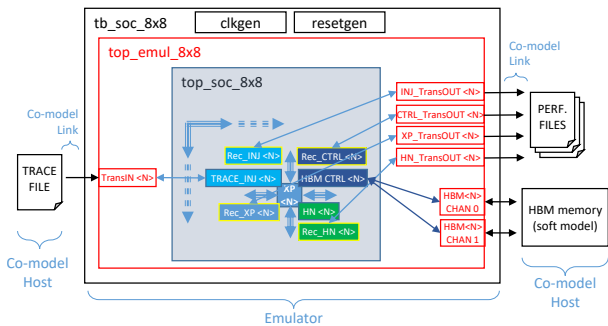 tb_soc_8x8
clkgen
resetgen
top_emul_8x8
Co-model
Link
top_soc_8x8
INJ_TransOUT <N>
CTRL_TransOUT <N>
XP_TransOUT <N>
HN_TransOUT <N>
PERF.
FILES
Co-model
Link
TRACE
FILE
TransIN <N>
Rec_INJ <N>
Rec_CTRL <N>
TRACE_INJ <N>
HBM CTRL <N>
XP
<N>
Rec_XP <N>
HN <N>
Rec_HN <N>
HBM<N>
CHAN 0
HBM<N>
CHAN 1
HBM memory
(soft model)
Co-model
Host
Co-model
Host
Emulator